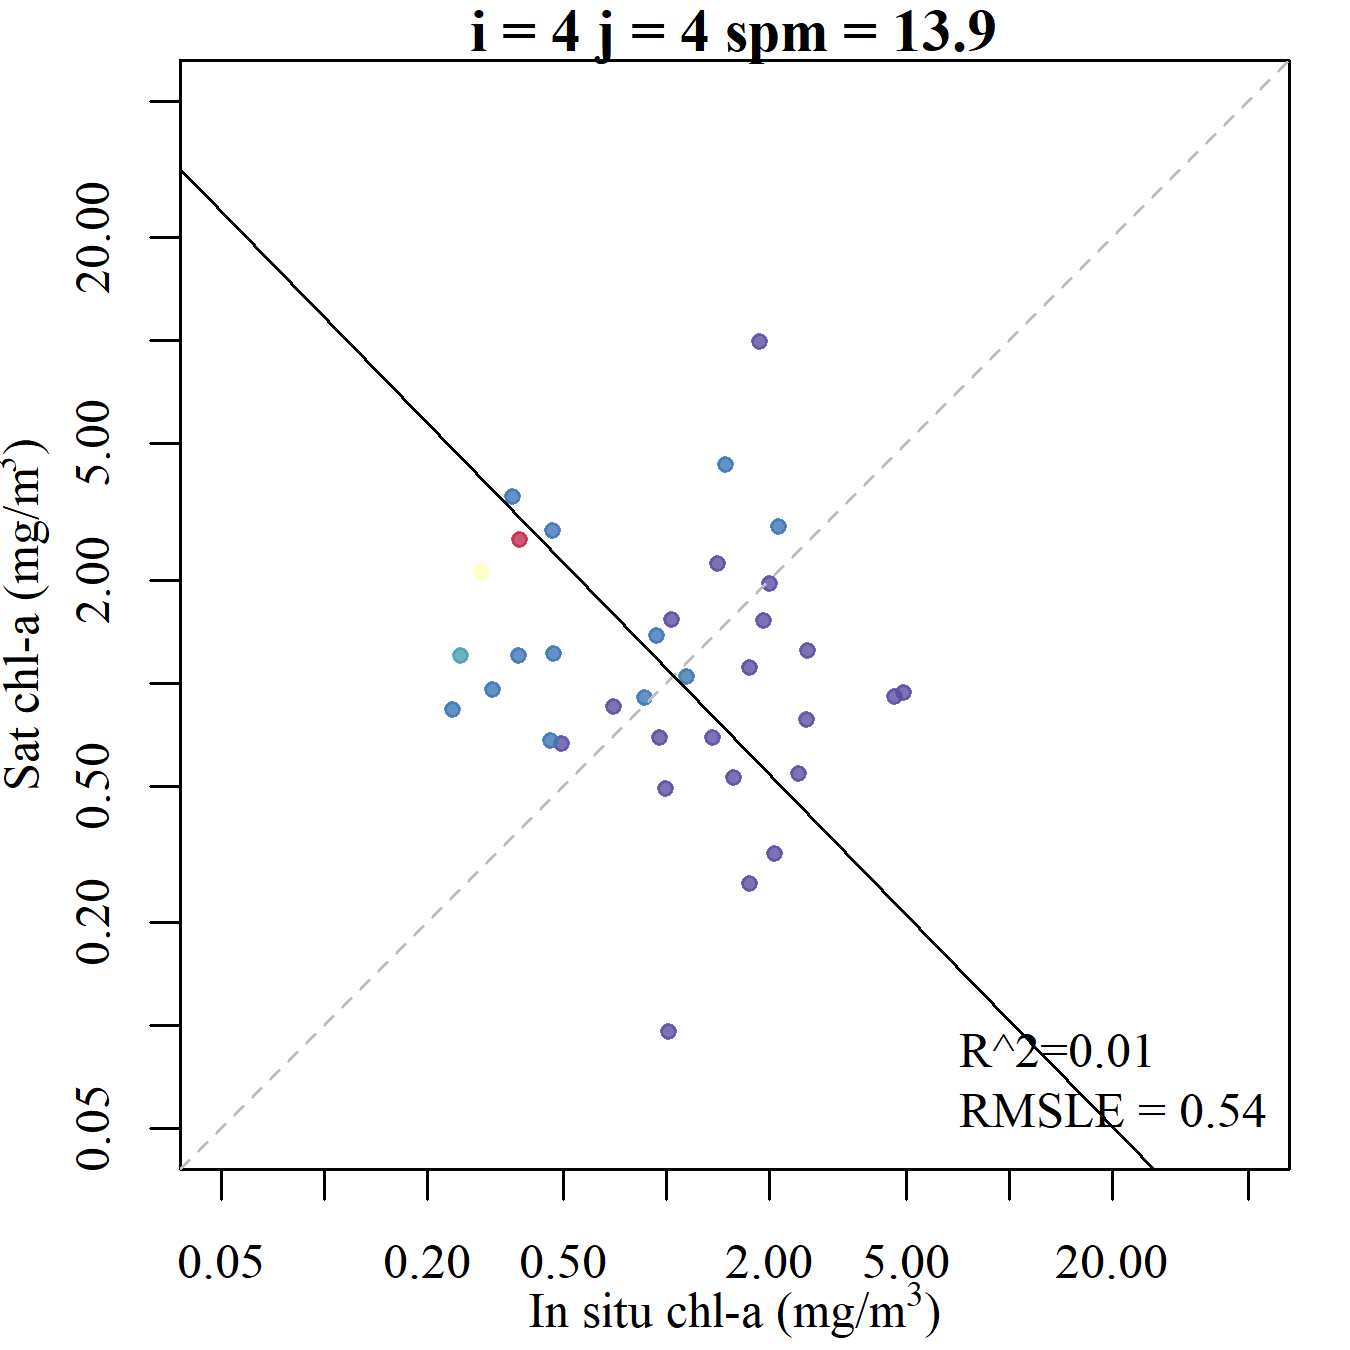 i = 4 j = 4 spm = 13.9
Sat chl-a (mg/m³)
20.00
5.00
2.00
0.50
0.20
0.05
R^2=0.01
RMSLE = 0.54
0.05 0.20 0.50 2.00 5.00 20.00
In situ chl-a (mg/m³)